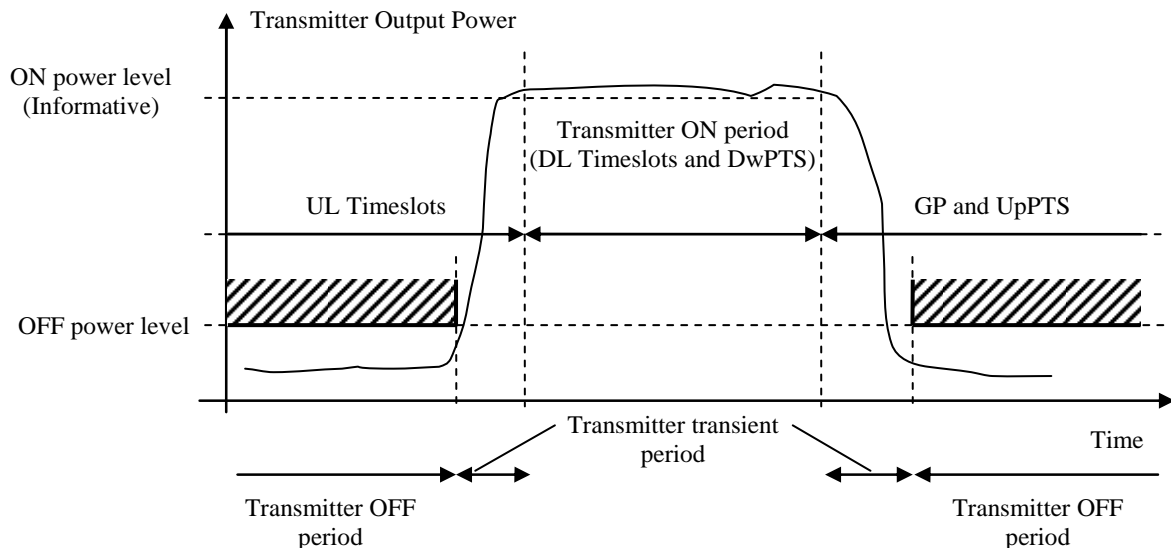 Transmitter Output Power
ON power level
(Informative)
Transmitter ON period
(DL Timeslots and DwPTS)
UL Timeslots
GP and UpPTS
OFF power level
Transmitter transient
period
Time
Transmitter OFF
period
Transmitter OFF
period